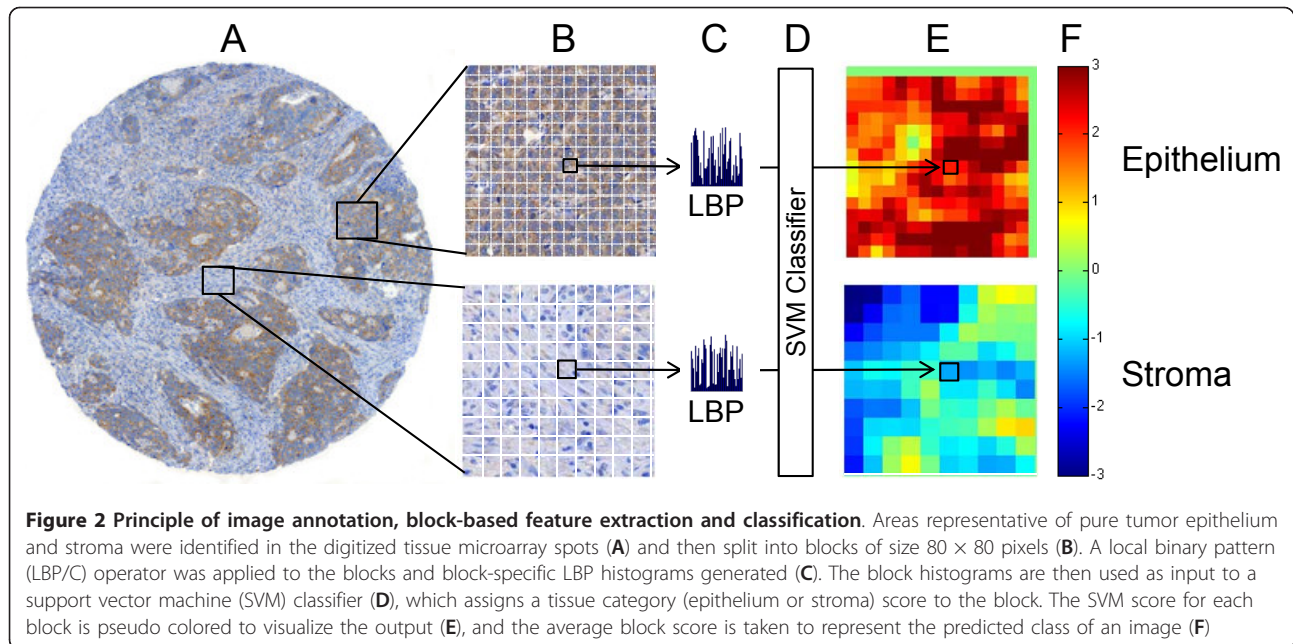 A B C D E F
LBP
SVM Classifier
3
2
1
0
-1
-2
-3
Epithelium
LBP
Stroma
Figure 2 Principle of image annotation, block-based feature extraction and classification. Areas representative of pure tumor epithelium
and stroma were identified in the digitized tissue microarray spots (A) and then split into blocks of size 80 × 80 pixels (B). A local binary pattern
(LBP/C) operator was applied to the blocks and block-specific LBP histograms generated (C). The block histograms are then used as input to a
support vector machine (SVM) classifier (D), which assigns a tissue category (epithelium or stroma) score to the block. The SVM score for each
block is pseudo colored to visualize the output (E), and the average block score is taken to represent the predicted class of an image (F)